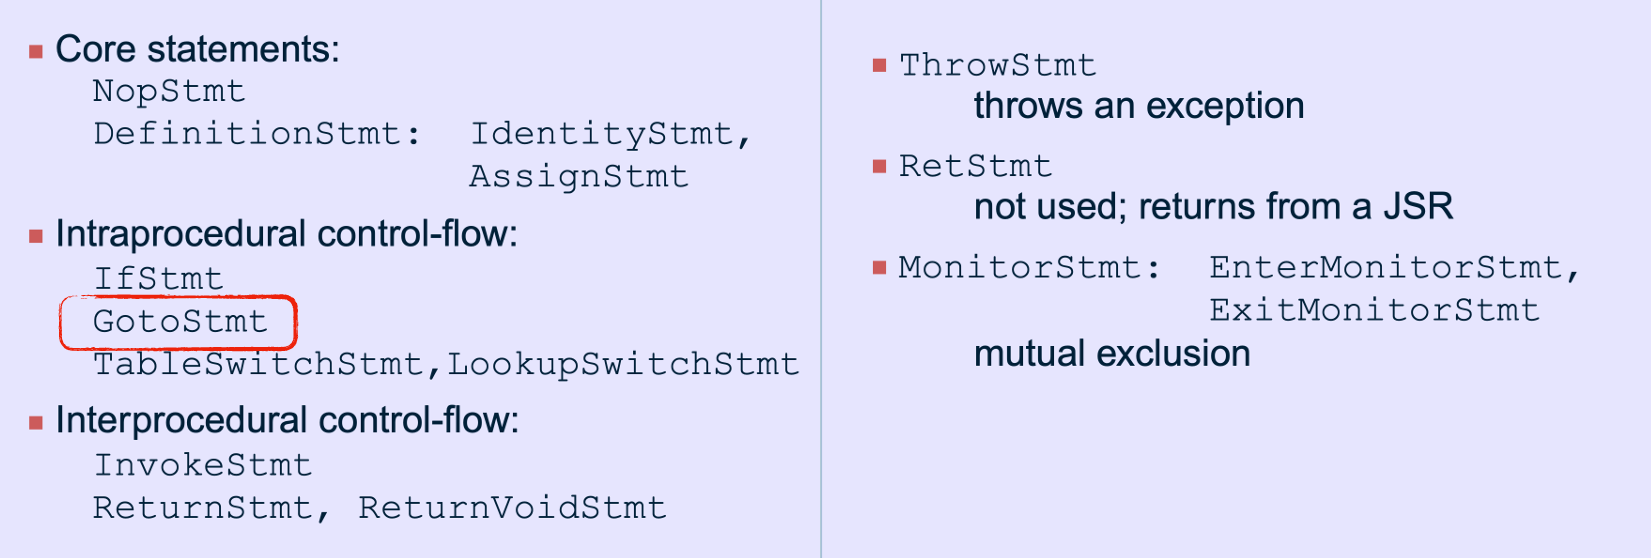 Core statements:
NopStmt
DefinitionStmt: IdentityStmt,
AssignStmt
Intraprocedural control-flow:
IfStmt
GotoStmt
TableSwitchStmt,LookupSwitchStmt
Interprocedural control-flow:
InvokeStmt
ReturnStmt, ReturnVoidStmt
ThrowStmt
throws an exception
RetStmt
not used; returns from a JSR
MonitorStmt: EnterMonitorStmt,
ExitMonitorStmt
mutual exclusion